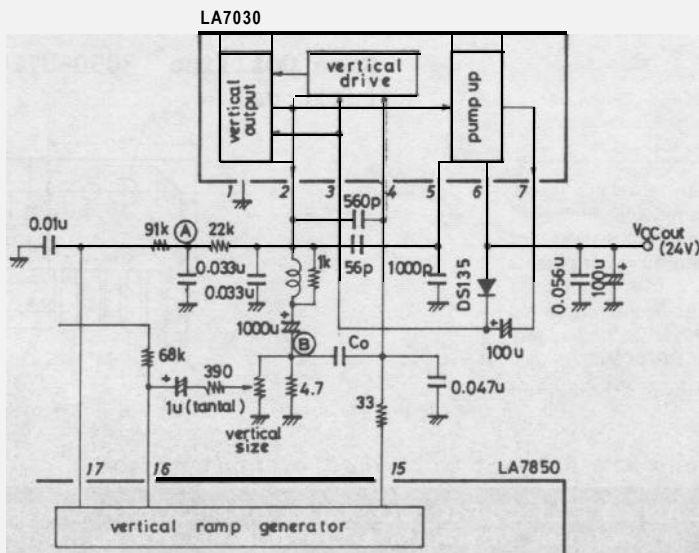 LA7030
vertical output
vertical drive
pump up
1 2 3 4 5 6 7
560p
0.01u
91k
A
22k
VCC out
(24V)
0.033u
0.033u
1k
56p
1000p
DS135
0.056u
100u
1000u
+
B
Co
+
100u
68k
+
390
1u (tantal)
4.7
vertical size
33
0.047u
17 16 15
LA7850
vertical ramp generator